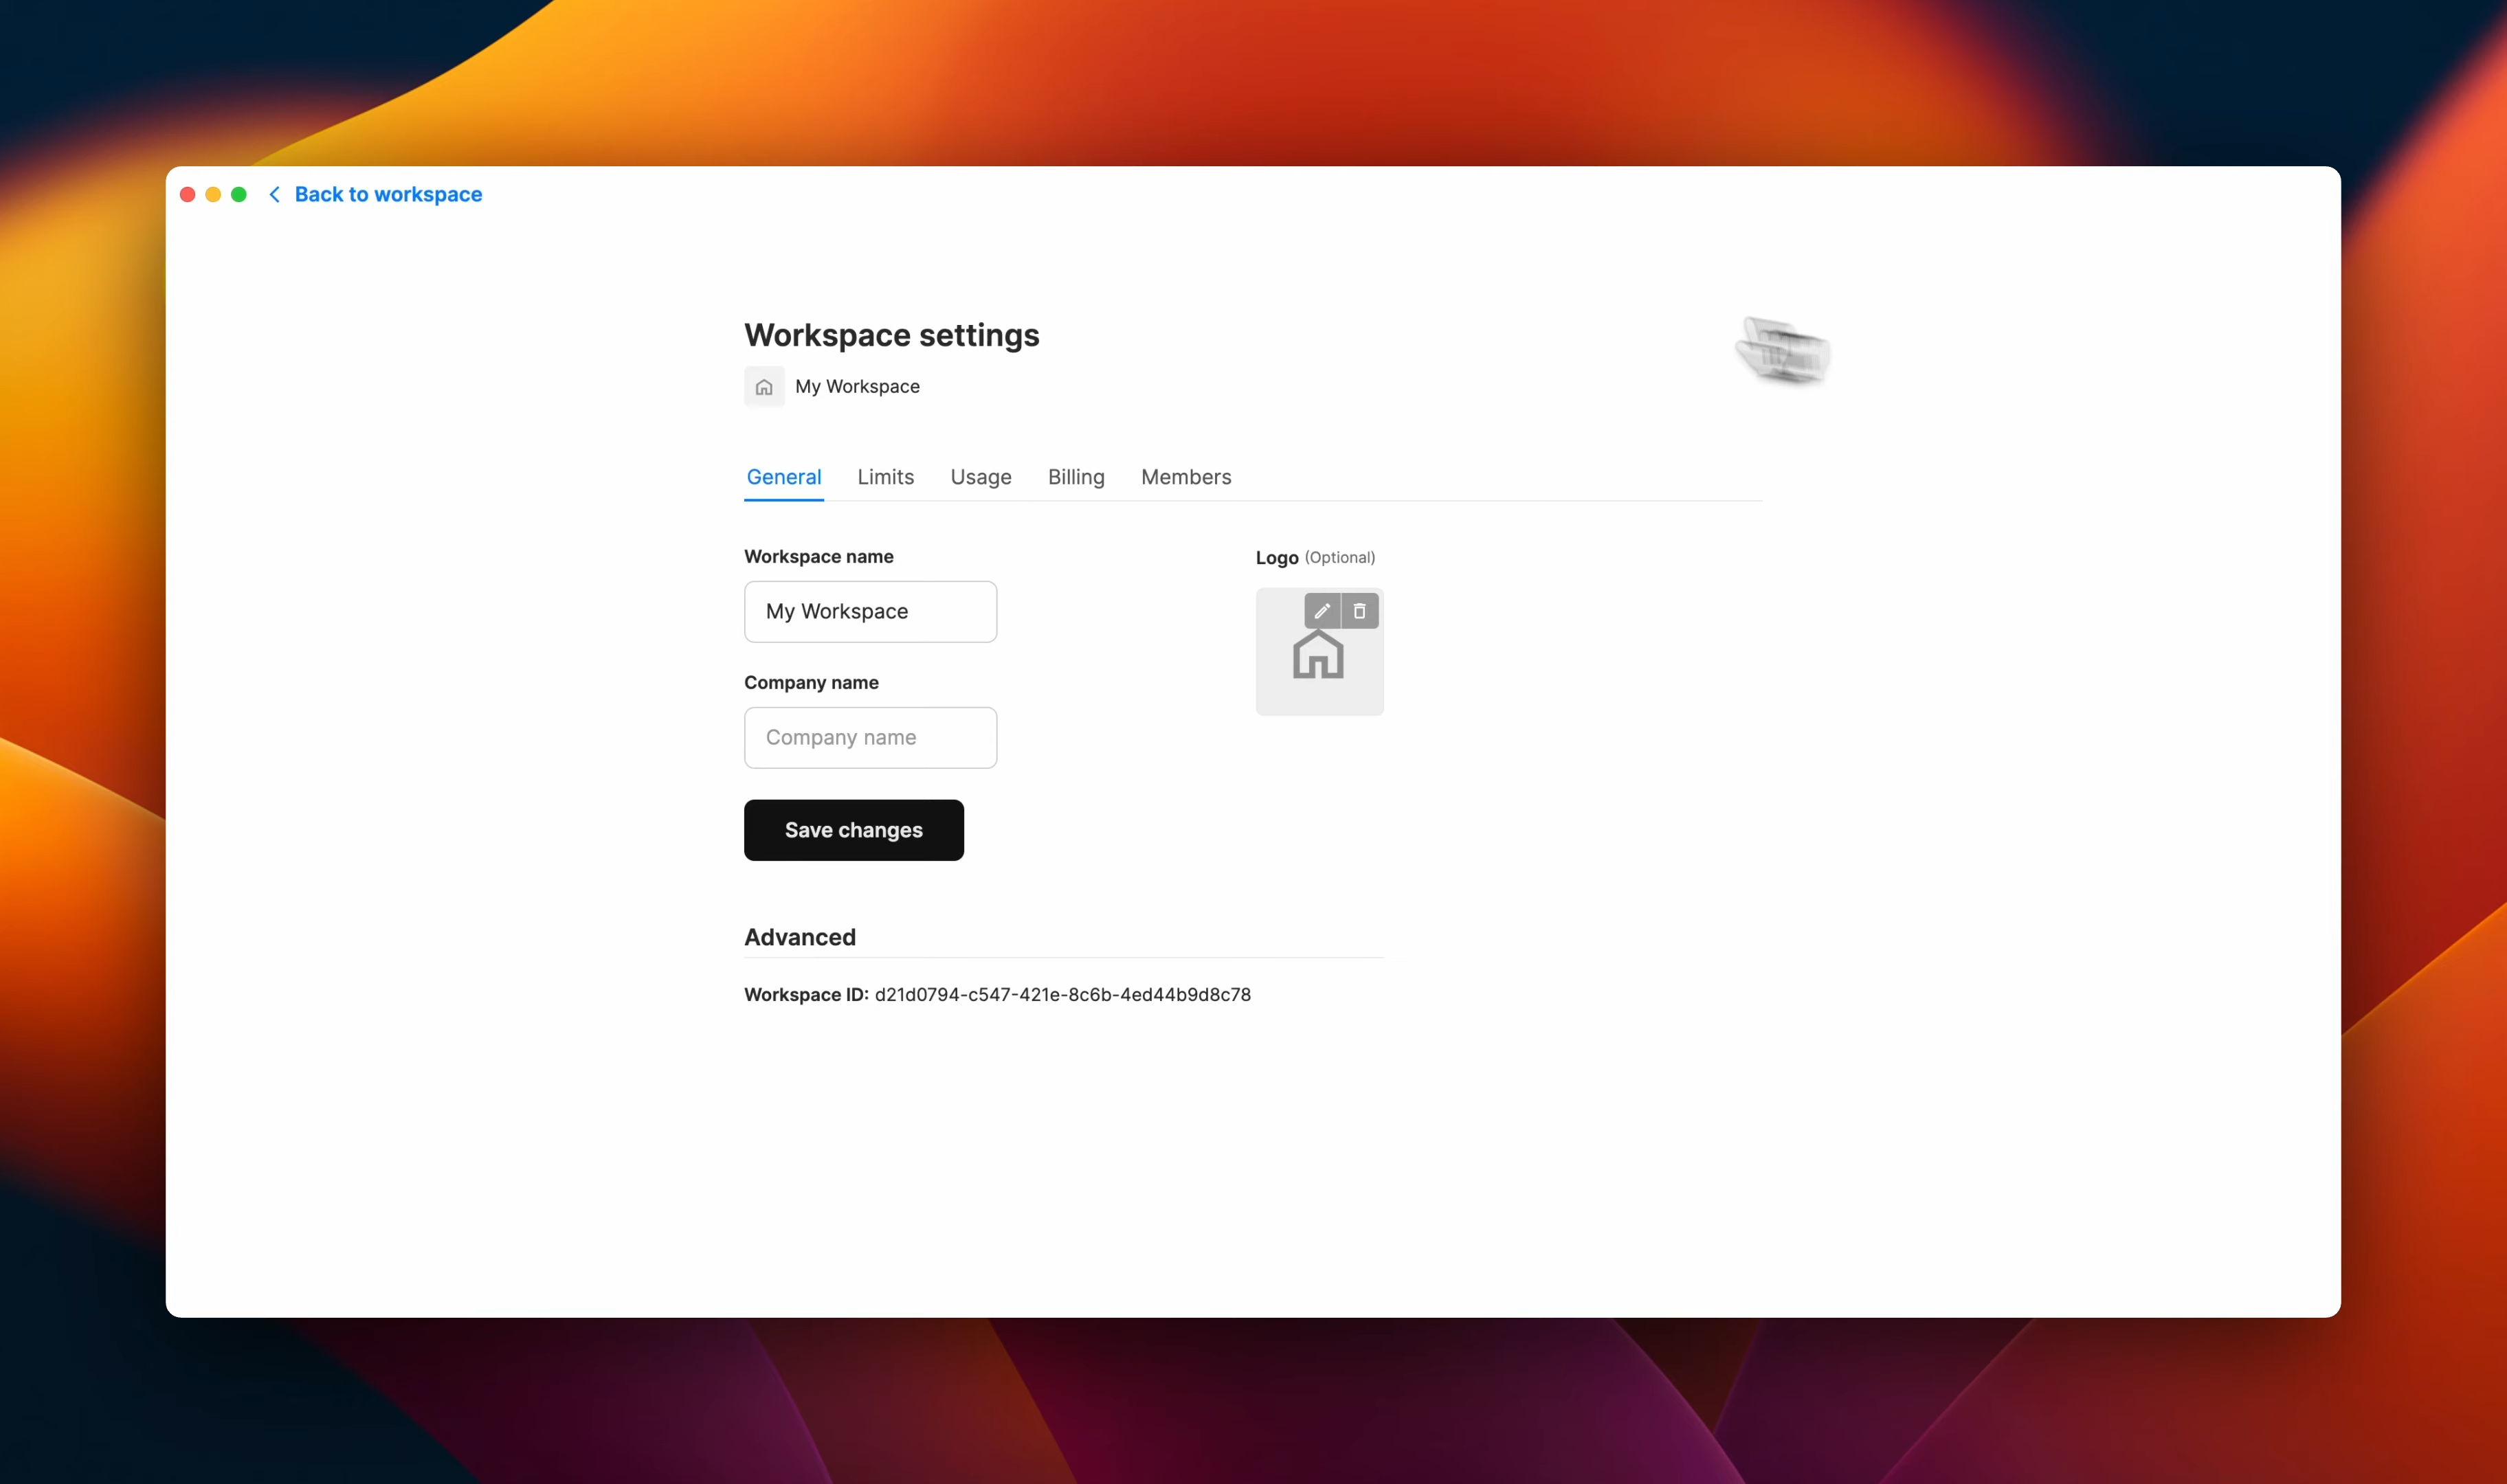 Back to workspace
Workspace settings
My Workspace
General Limits Usage Billing Members
Workspace name
Logo (Optional)
My Workspace
Company name
Company name
Save changes
Advanced
Workspace ID: d21d0794-c547-421e-8c6b-4ed44b9d8c78